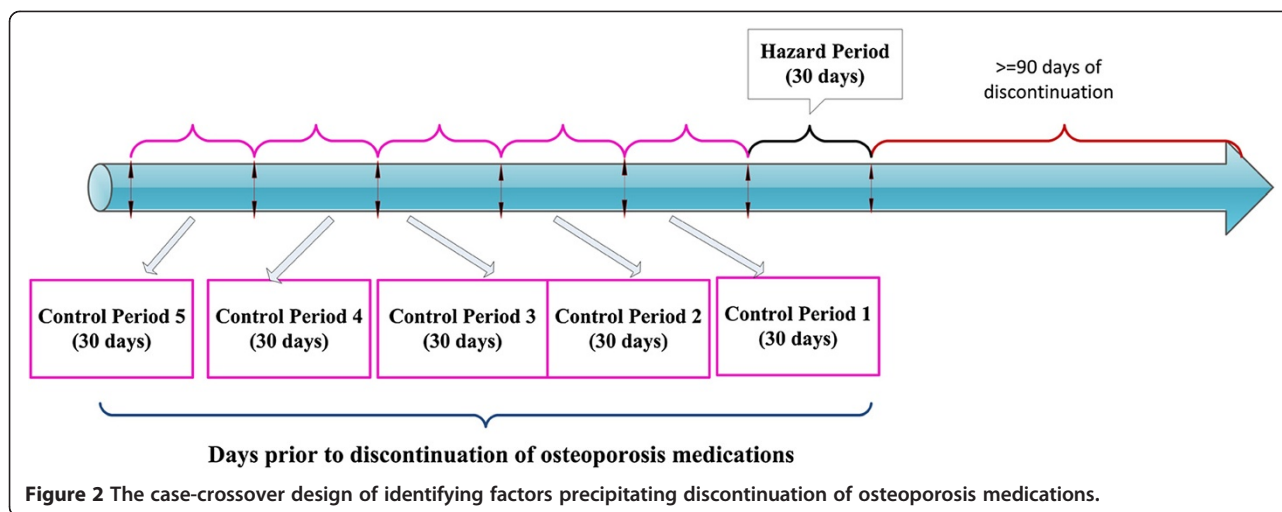 Hazard Period
(30 days)
>=90 days of
discontinuation
Control Period 5
(30 days)
Control Period 4
(30 days)
Control Period 3
(30 days)
Control Period 2
(30 days)
Control Period 1
(30 days)
Days prior to discontinuation of osteoporosis medications
Figure 2 The case-crossover design of identifying factors precipitating discontinuation of osteoporosis medications.